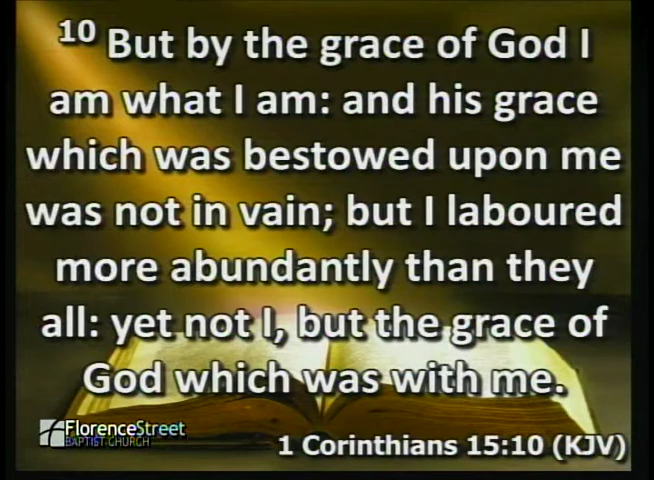 10 But by the grace of God I
am what I am: and his grace
which was bestowed upon me
was not in vain; but I laboured
more abundantly than they
all: yet not I, but the grace of
God which was with me.
FlorenceStreet
BAPTIST CHURCH
1 Corinthians 15:10 (KJV)